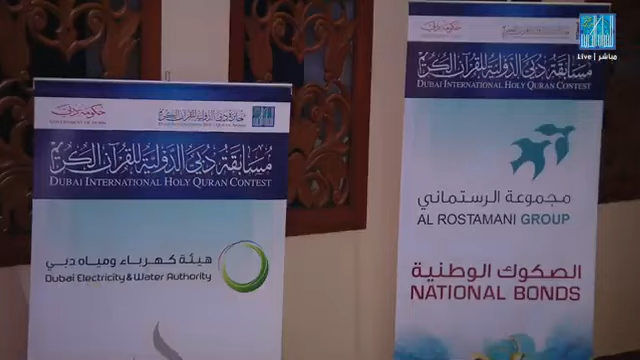 حكومة دبي
GOVERNMENT OF DUBAI
مسابقة دبي الدولية للقرآن الكريم
DUBAI INTERNATIONAL HOLY QURAN CONTEST
هيئة كهرباء ومياه دبي
Dubai Electricity & Water Authority
حكومة دبي
مسابقة دبي الدولية للقرآن الكريم
DUBAI INTERNATIONAL HOLY QURAN CONTEST
مجموعة الرستماني
AL ROSTAMANI GROUP
الصكوك الوطنية
NATIONAL BONDS
مباشر | Live